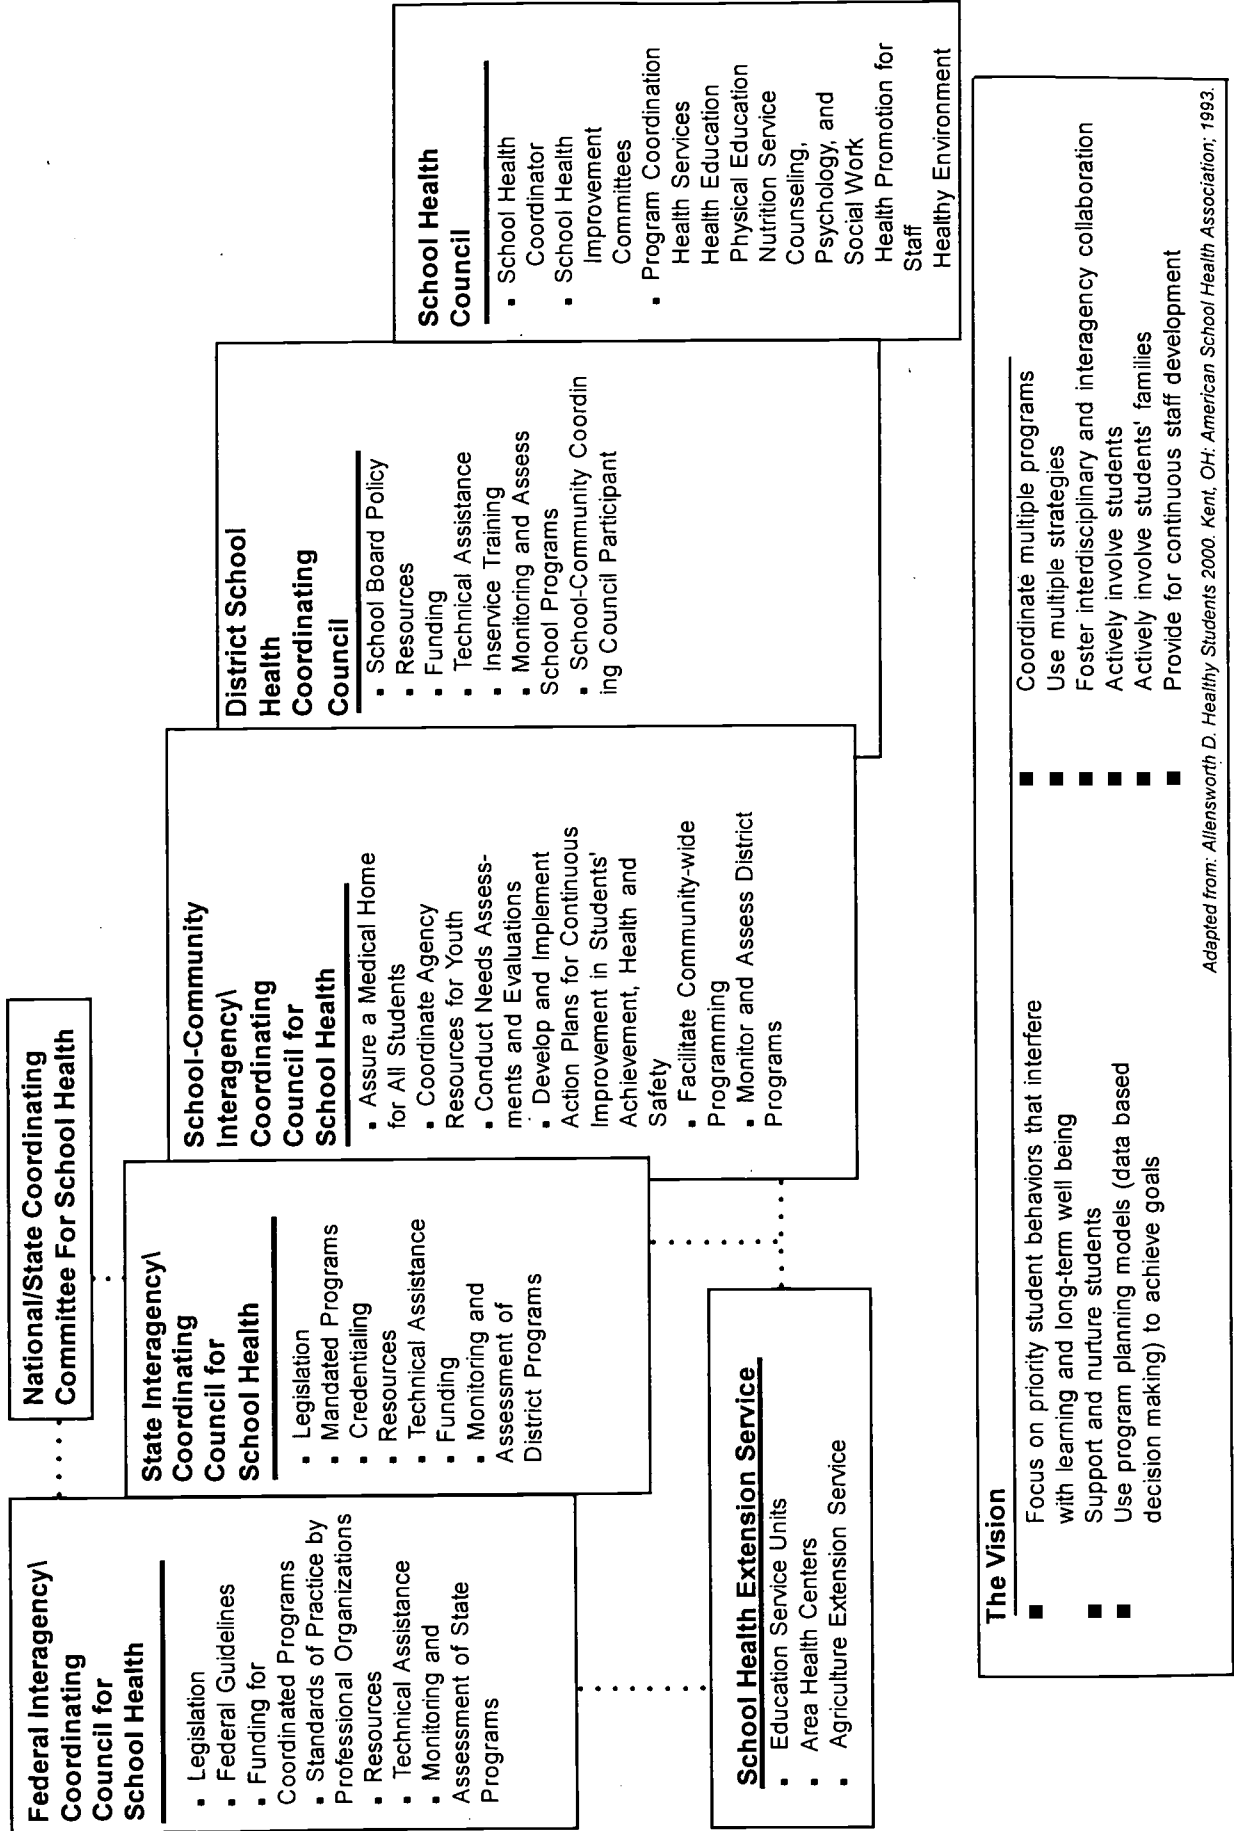 National/State Coordinating
Committee For School Health
Federal Interagency\
Coordinating
Council for
School Health
▪ Legislation
▪ Federal Guidelines
▪ Funding for
Coordinated Programs
▪ Standards of Practice by
Professional Organizations
▪ Resources
▪ Technical Assistance
▪ Monitoring and
Assessment of State
Programs
State Interagency\
Coordinating
Council for
School Health
▪ Legislation
▪ Mandated Programs
▪ Credentialing
▪ Resources
▪ Technical Assistance
▪ Funding
▪ Monitoring and
Assessment of
District Programs
School-Community
Interagency\
Coordinating
Council for
School Health
▪ Assure a Medical Home
for All Students
▪ Coordinate Agency
Resources for Youth
▪ Conduct Needs Assess-
ments and Evaluations
▪ Develop and Implement
Action Plans for Continuous
Improvement in Students'
Achievement, Health and
Safety
▪ Facilitate Community-wide
Programming
▪ Monitor and Assess District
Programs
District School
Health
Coordinating
Council
▪ School Board Policy
▪ Resources
▪ Funding
▪ Technical Assistance
▪ Inservice Training
▪ Monitoring and Assess
School Programs
▪ School-Community Coordin
ing Council Participant
School Health
Council
▪ School Health
Coordinator
▪ School Health
Improvement
Committees
▪ Program Coordination
Health Services
Health Education
Physical Education
Nutrition Service
Counseling,
Psychology, and
Social Work
Health Promotion for
Staff
Healthy Environment
School Health Extension Service
▪ Education Service Units
▪ Area Health Centers
▪ Agriculture Extension Service
The Vision
■ Focus on priority student behaviors that interfere
with learning and long-term well being
■ Support and nurture students
■ Use program planning models (data based
decision making) to achieve goals
■ Coordinate multiple programs
■ Use multiple strategies
■ Foster interdisciplinary and interagency collaboration
■ Actively involve students
■ Actively involve students' families
■ Provide for continuous staff development
Adapted from: Allensworth D. Healthy Students 2000. Kent, OH: American School Health Association; 1993.